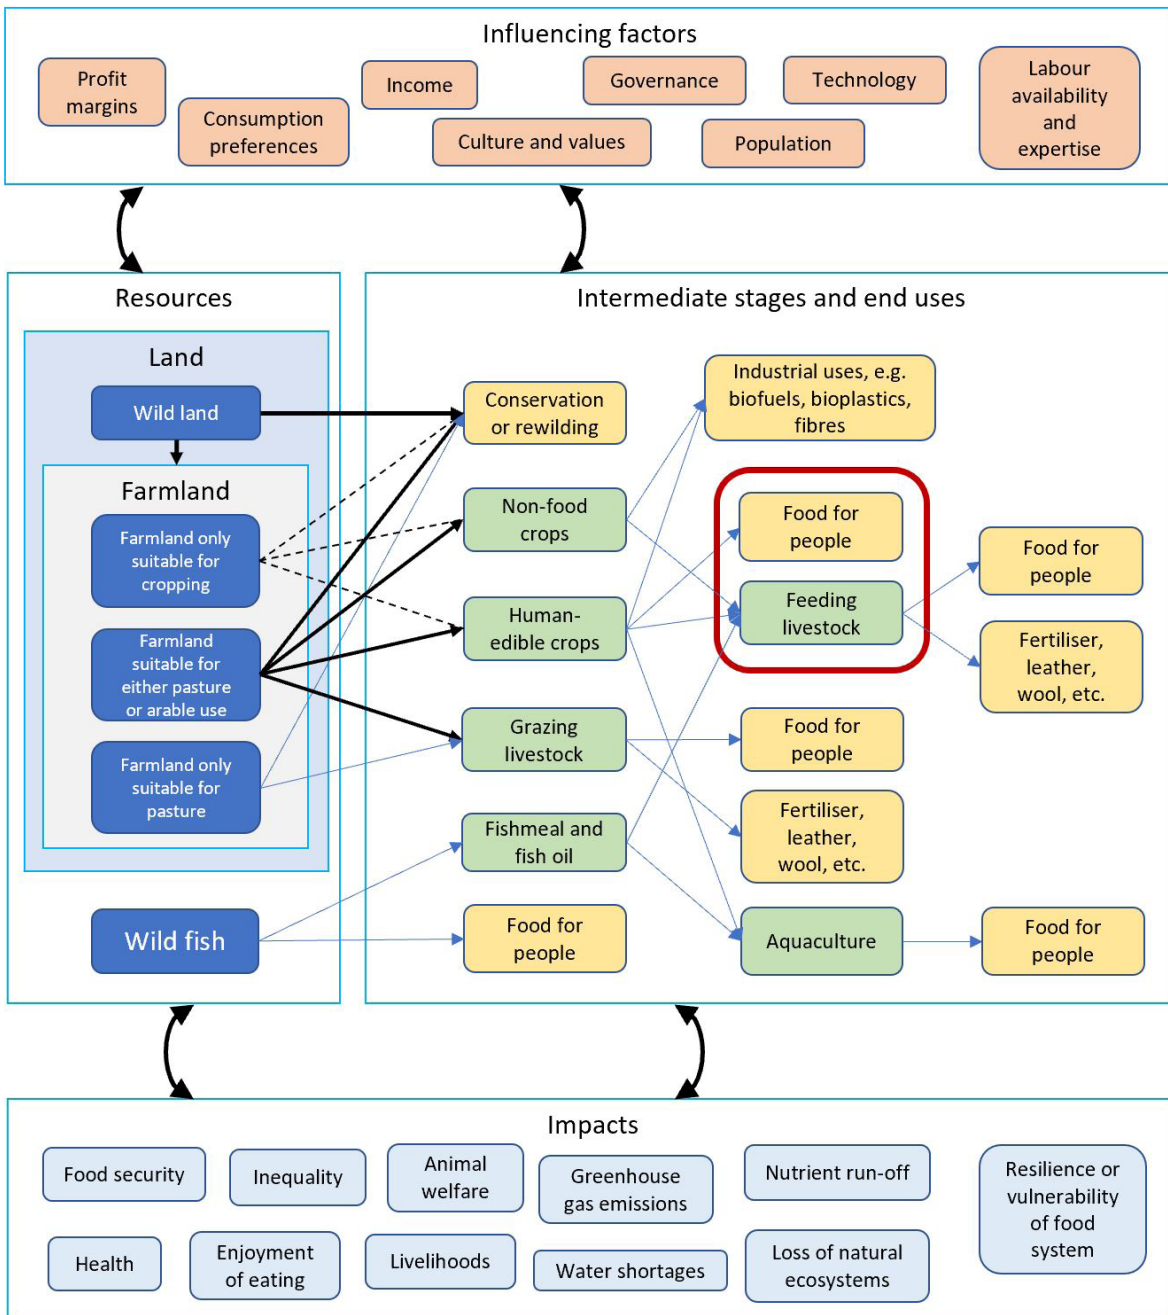 Influencing factors
Profit
margins
Consumption
preferences
Income
Culture and values
Governance
Population
Technology
Labour
availability
and
expertise
Resources
Land
Wild land
Farmland
Farmland only
suitable for
cropping
Farmland
suitable for
either pasture
or arable use
Farmland only
suitable for
pasture
Wild fish
Intermediate stages and end uses
Conservation
or rewilding
Non-food
crops
Human-
edible crops
Grazing
livestock
Fishmeal and
fish oil
Food for
people
Industrial uses, e.g.
biofuels, bioplastics,
fibres
Food for
people
Feeding
livestock
Food for
people
Fertiliser,
leather,
wool, etc.
Aquaculture
Food for
people
Fertiliser,
leather,
wool, etc.
Food for
people
Impacts
Food security
Inequality
Animal
welfare
Greenhouse
gas emissions
Nutrient run-off
Resilience or
vulnerability
of food
system
Health
Enjoyment
of eating
Livelihoods
Water shortages
Loss of natural
ecosystems